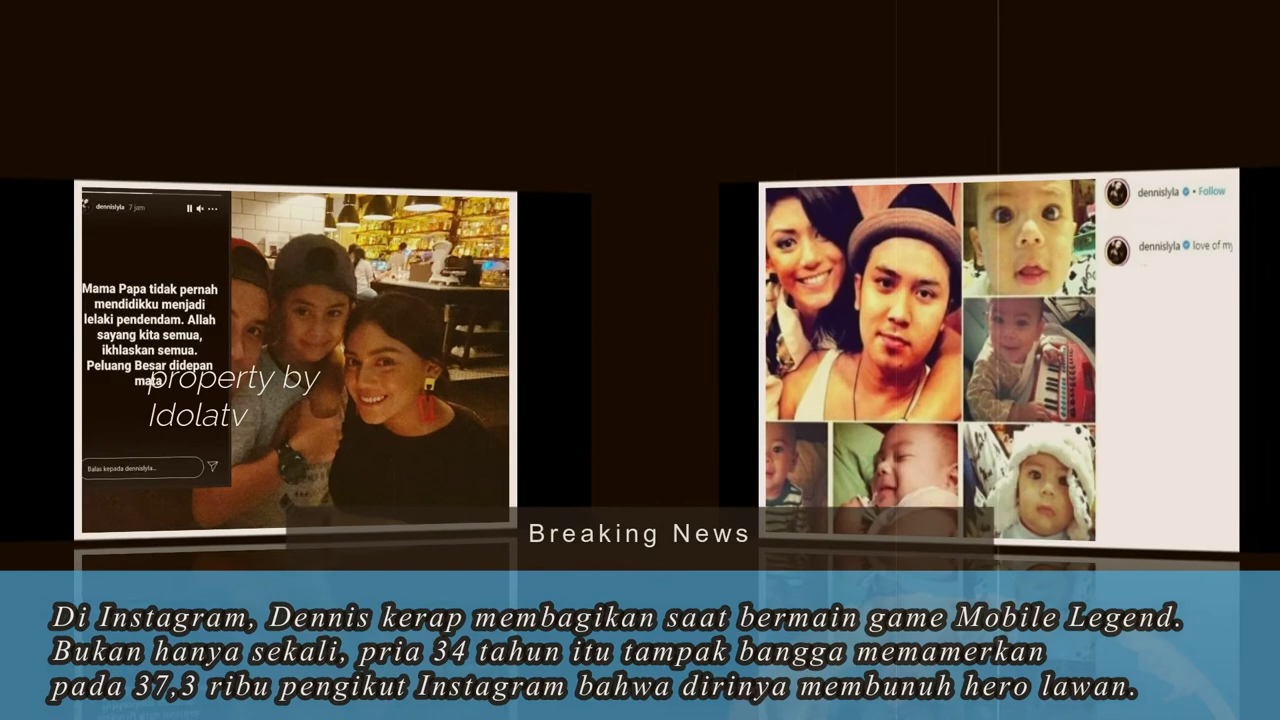 dennislyla 7 jam
Mama Papa tidak pernah
mendidikku menjadi
lelaki pendendam. Allah
sayang kita semua,
ikhlaskan semua.
Peluang Besar didepan
mata
property by
Idolatv
Balas kepada dennislyla...
dennislyla • Follow
dennislyla love of my
Breaking News
Di Instagram, Dennis kerap membagikan saat bermain game Mobile Legend.
Bukan hanya sekali, pria 34 tahun itu tampak bangga memamerkan
pada 37,3 ribu pengikut Instagram bahwa dirinya membunuh hero lawan.